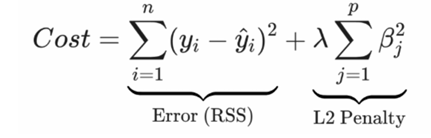 Cost = \sum_{i=1}^{n} (y_i - \hat{y}_i)^2 + \lambda \sum_{j=1}^{p} \beta_j^2
Error (RSS) L2 Penalty